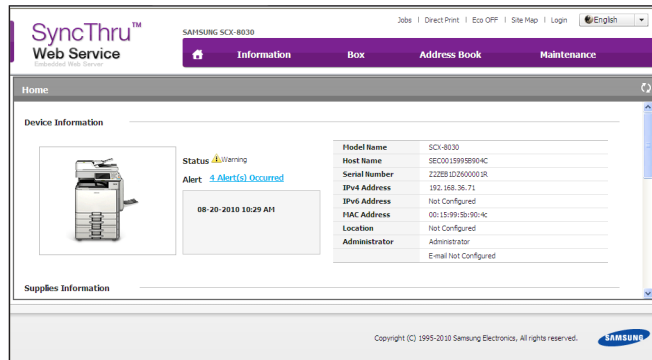 Jobs | Direct Print | Eco OFF | Site Map | Login English
SyncThru™
Web Service
Embedded Web Server
SAMSUNG SCX-8030
Information Box Address Book Maintenance
Home
Device Information
Status Warning
Alert 4 Alert(s) Occurred
08-20-2010 10:29 AM
Model Name SCX-8030
Host Name SEC0015995B904C
Serial Number Z2ZEB1DZ600001R
IPv4 Address 192.168.36.71
IPv6 Address Not Configured
MAC Address 00:15:99:5b:90:4c
Location Not Configured
Administrator Administrator
E-mail Not Configured
Supplies Information
Copyright (C) 1995-2010 Samsung Electronics, All rights reserved.
SAMSUNG